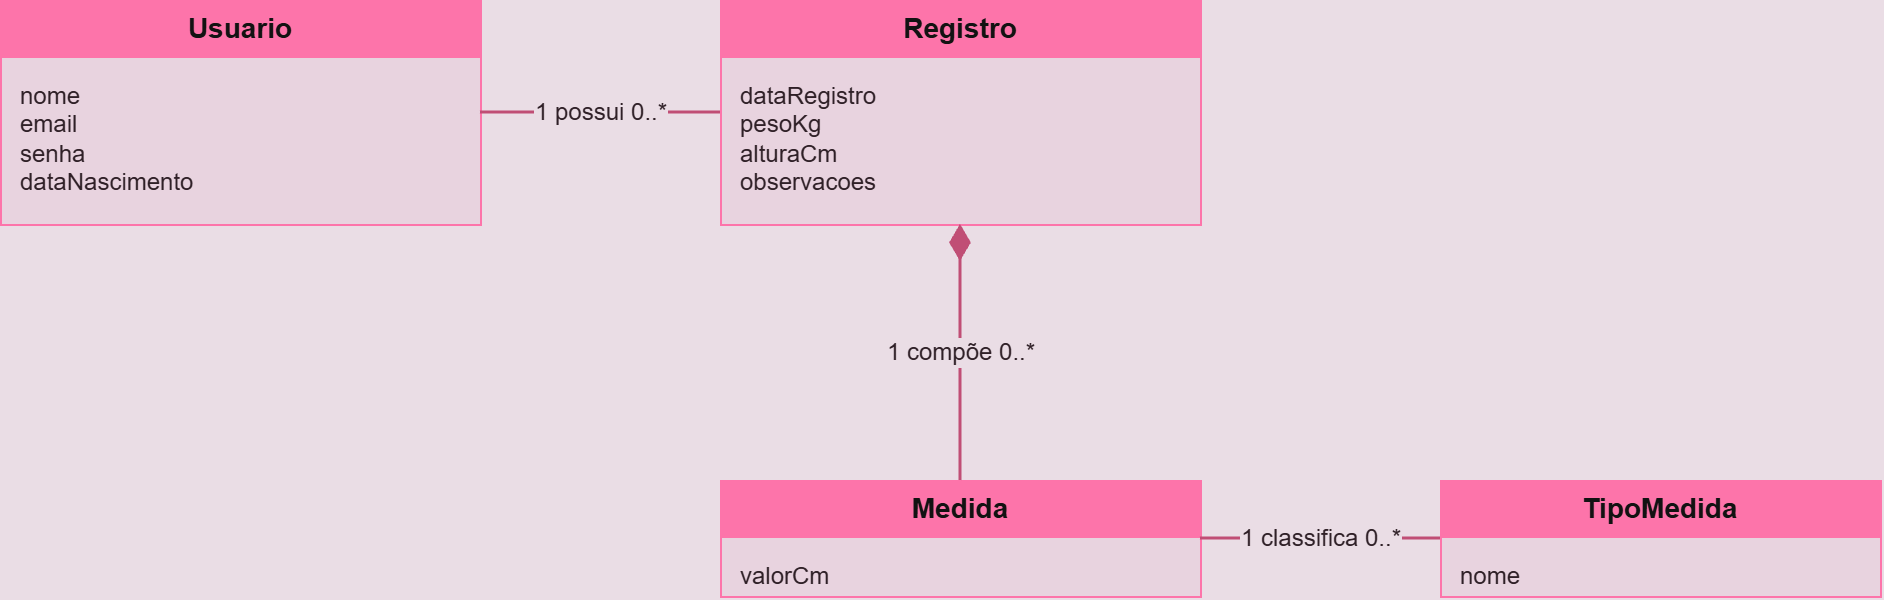 Usuario
nome
email
senha
dataNascimento
1 possui 0..*
Registro
dataRegistro
pesoKg
alturaCm
observacoes
1 compõe 0..*
Medida
valorCm
1 classifica 0..*
TipoMedida
nome